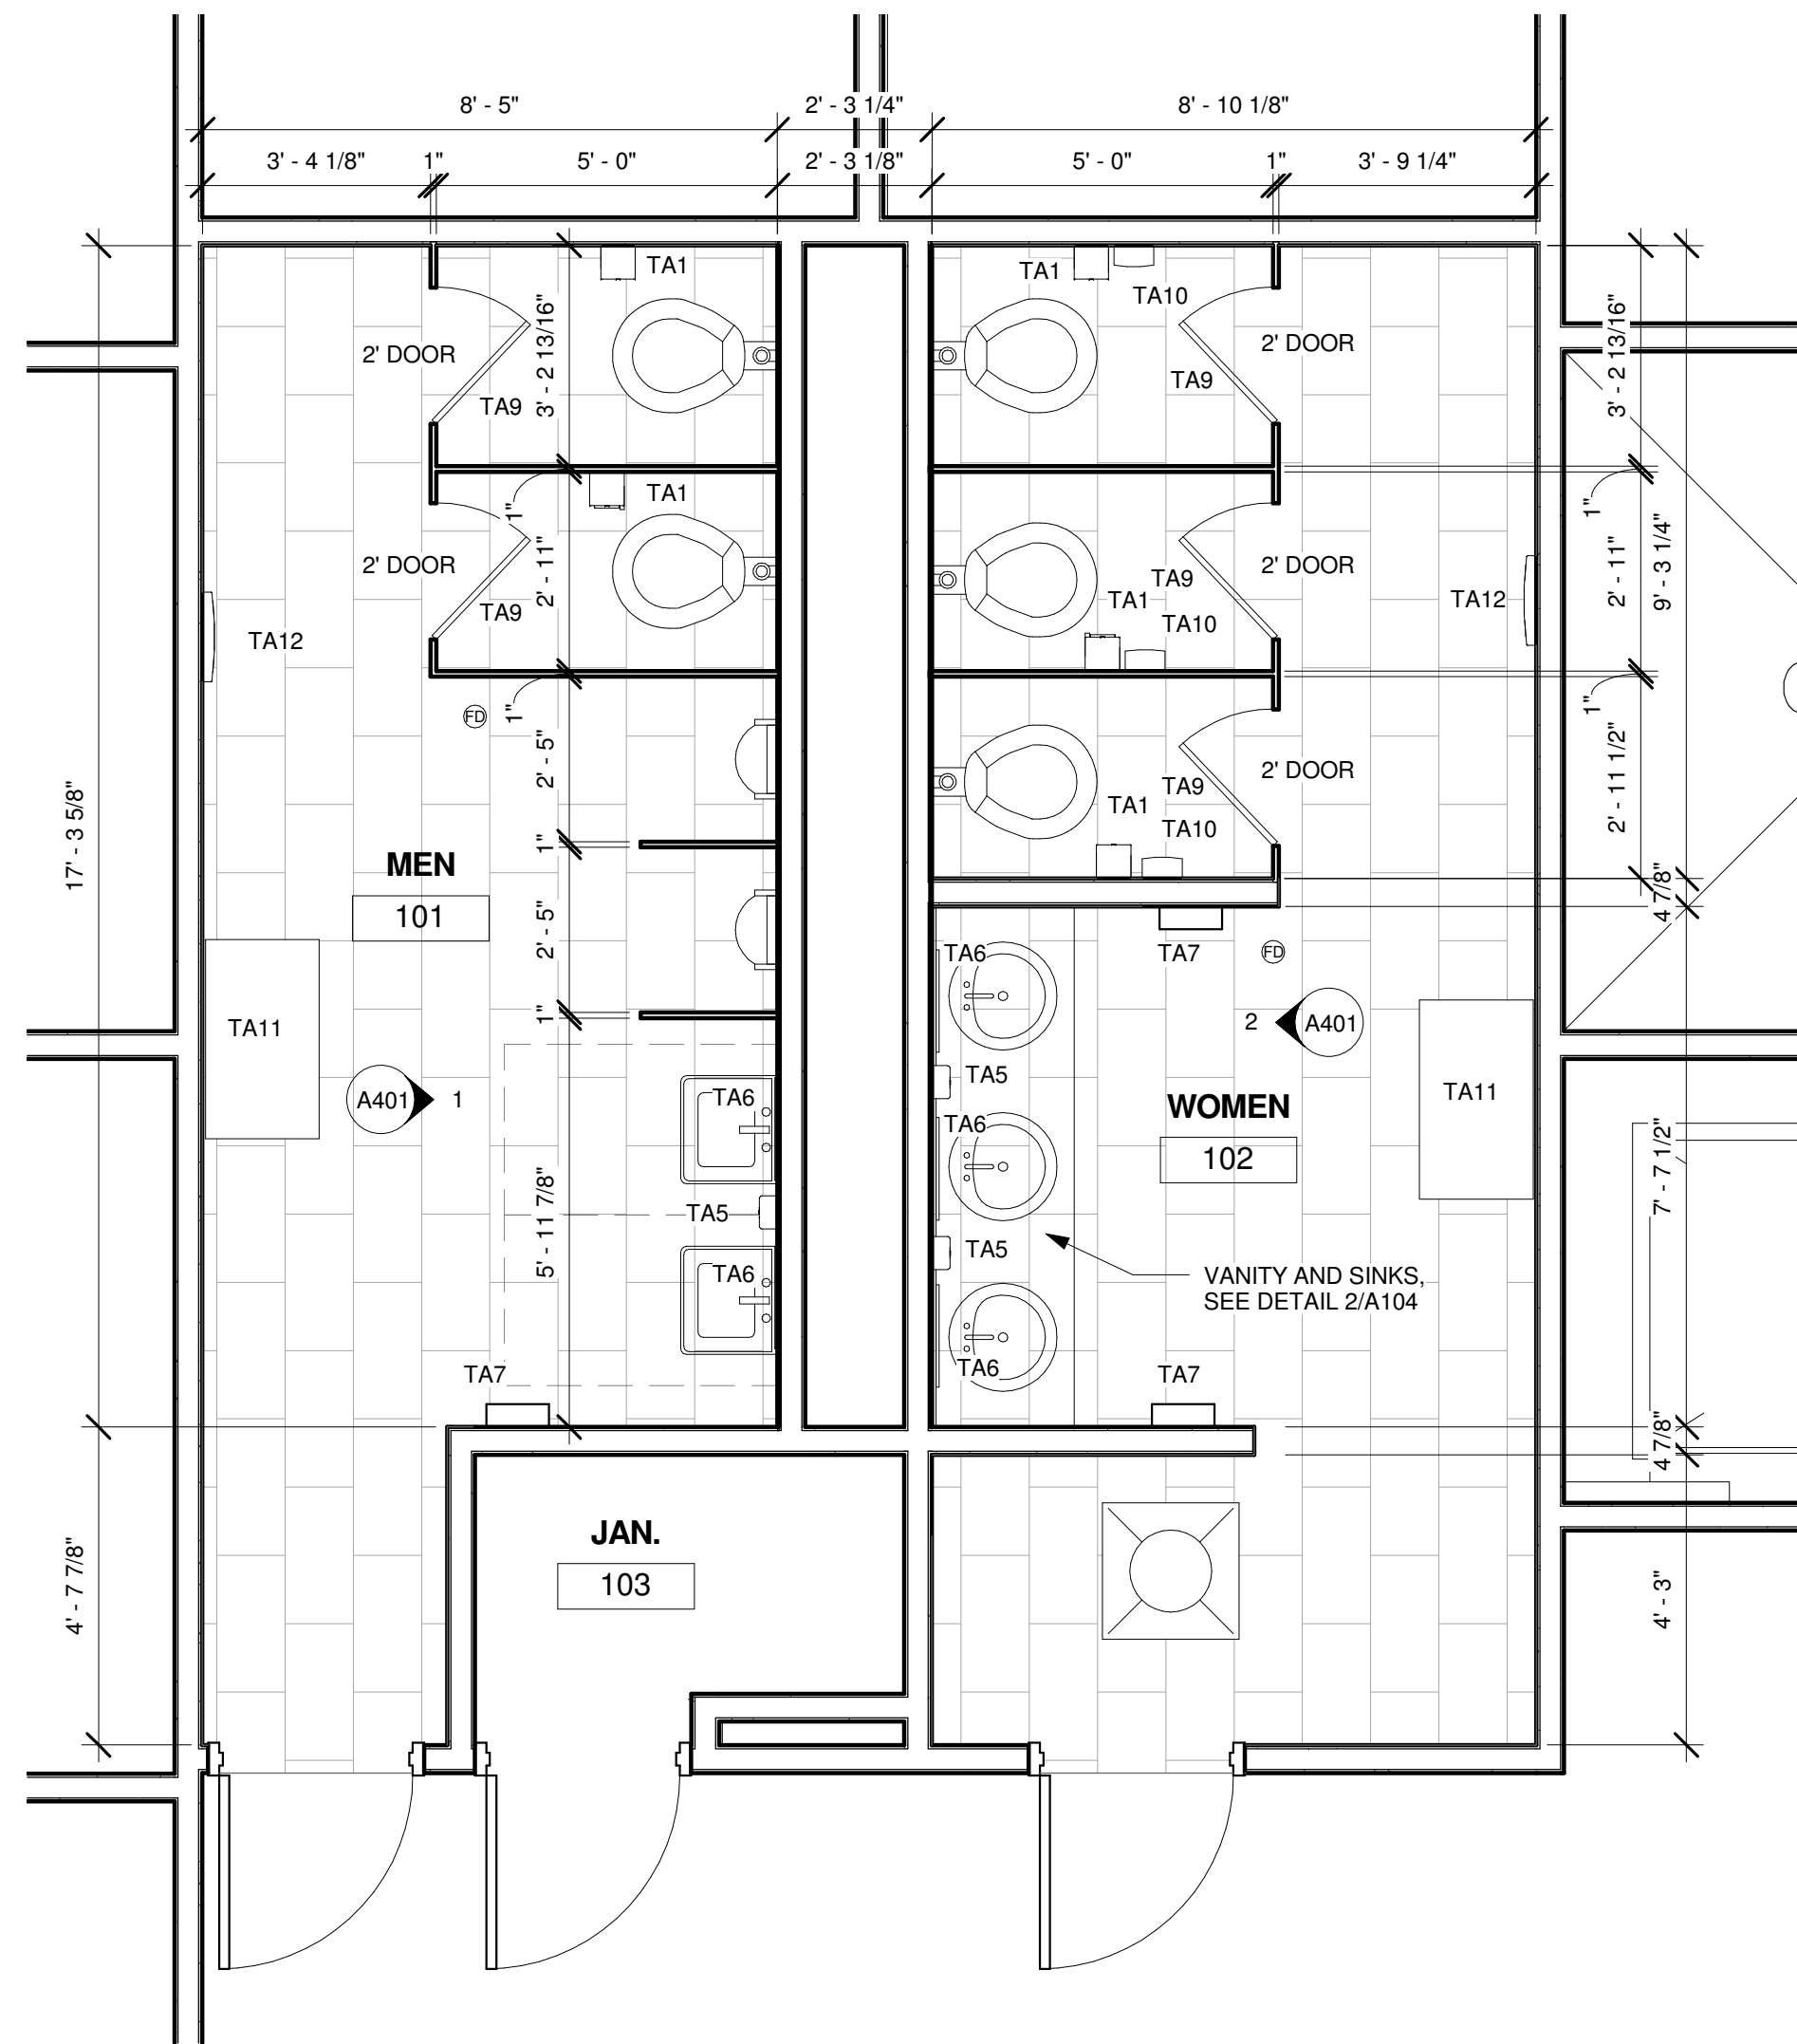 8' - 5"
2' - 3 1/4"
8' - 10 1/8"
3' - 4 1/8"
1"
5' - 0"
2' - 3 1/8"
5' - 0"
1"
3' - 9 1/4"
TA1
TA1
TA10
2' DOOR
TA9
3' - 2 13/16"
TA9
2' DOOR
3' - 2 13/16"
TA1
1"
1"
2' DOOR
TA9
2' - 11"
TA9
TA1
TA10
2' DOOR
TA12
2' - 11"
9' - 3 1/4"
TA12
FD
1"
1"
2' - 5"
TA9
TA1
TA10
2' DOOR
2' - 11 1/2"
17' - 3 5/8"
1"
MEN
101
2' - 5"
4 7/8"
TA6
TA7
FD
1"
TA11
2
A401
A401
1
TA6
TA5
TA6
WOMEN
102
TA11
7' - 7 1/2"
5' - 11 7/8"
TA5
TA6
TA5
VANITY AND SINKS,
SEE DETAIL 2/A104
TA7
TA6
TA7
4 7/8"
JAN.
103
4' - 7 7/8"
4' - 3"